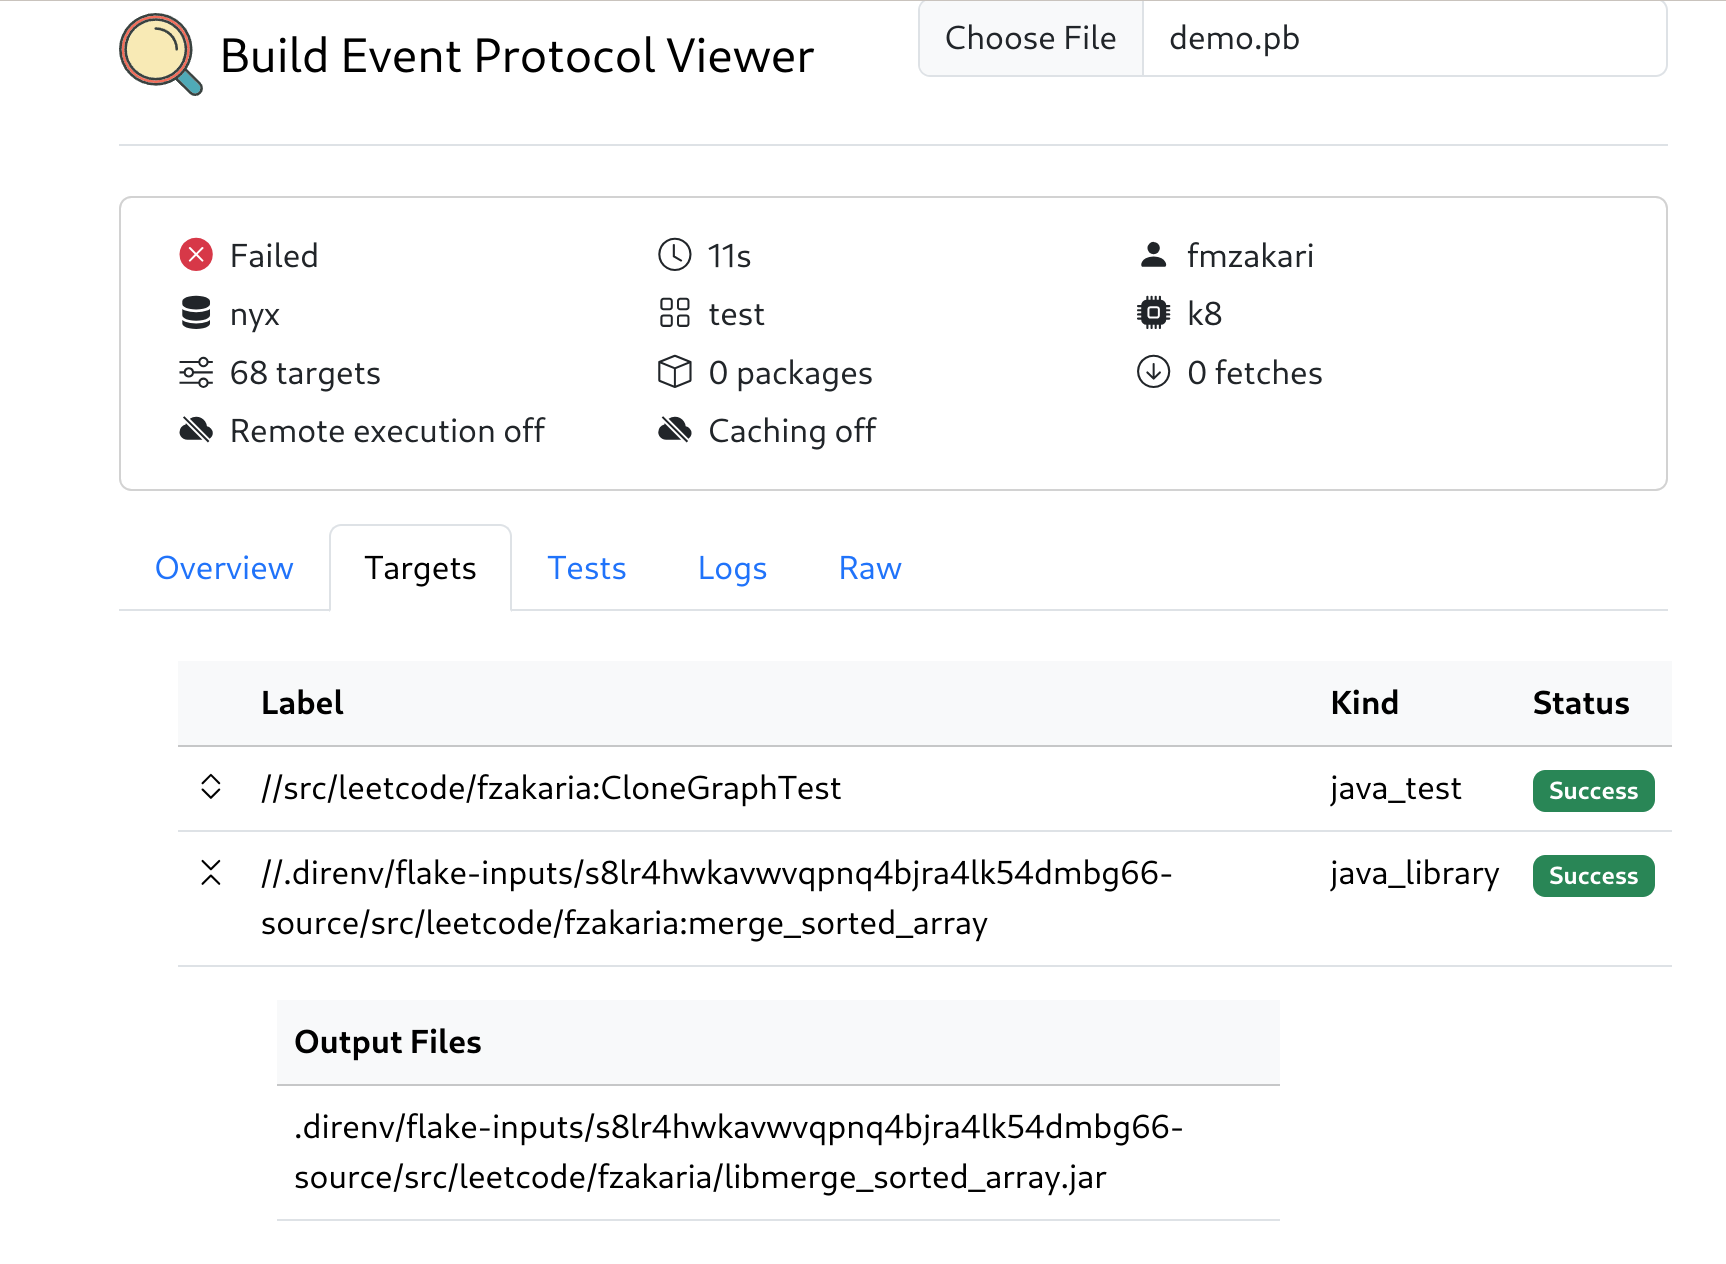 Build Event Protocol Viewer
Choose File demo.pb
Failed 11s fmzakari
nyx test k8
68 targets 0 packages 0 fetches
Remote execution off Caching off
Overview Targets Tests Logs Raw
Label Kind Status
//src/leetcode/fzakaria:CloneGraphTest java_test Success
//.direnv/flake-inputs/s8lr4hwkavwvqpnq4bjra4lk54dmbg66- java_library Success
source/src/leetcode/fzakaria:merge_sorted_array
Output Files
.direnv/flake-inputs/s8lr4hwkavwvqpnq4bjra4lk54dmbg66-
source/src/leetcode/fzakaria/libmerge_sorted_array.jar